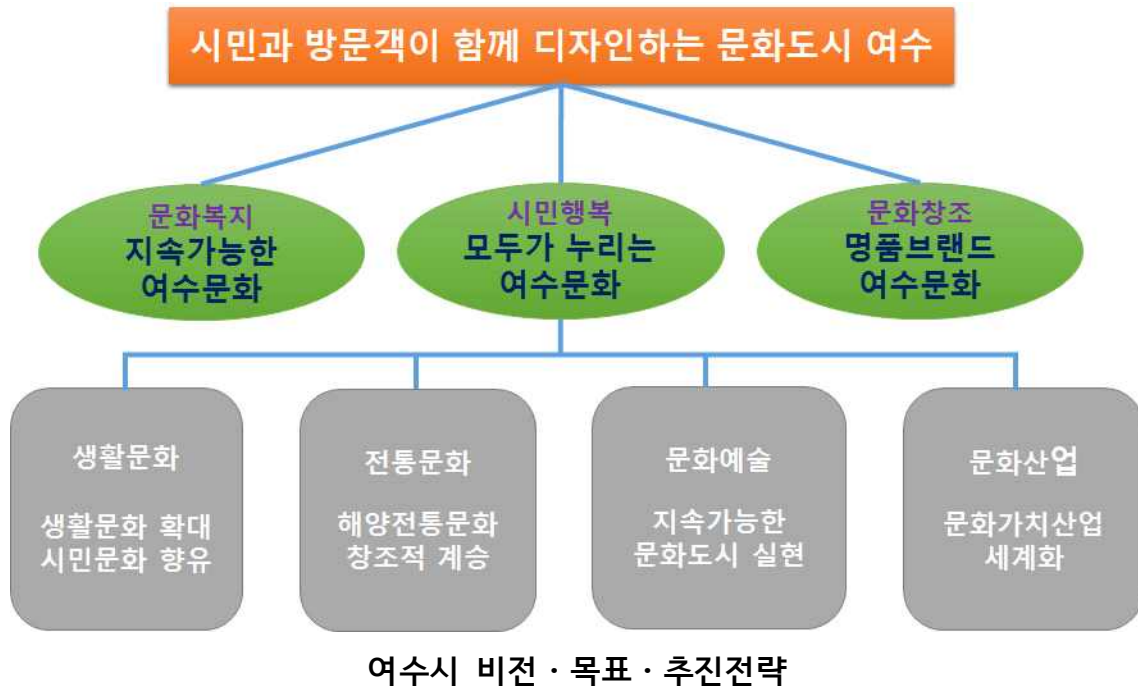 시민과 방문객이 함께 디자인하는 문화도시 여수
문화복지
지속가능한
여수문화
시민행복
모두가 누리는
여수문화
문화창조
명품브랜드
여수문화
생활문화
생활문화 확대
시민문화 향유
전통문화
해양전통문화
창조적 계승
문화예술
지속가능한
문화도시 실현
문화산업
문화가치산업
세계화
여수시 비전 · 목표 · 추진전략